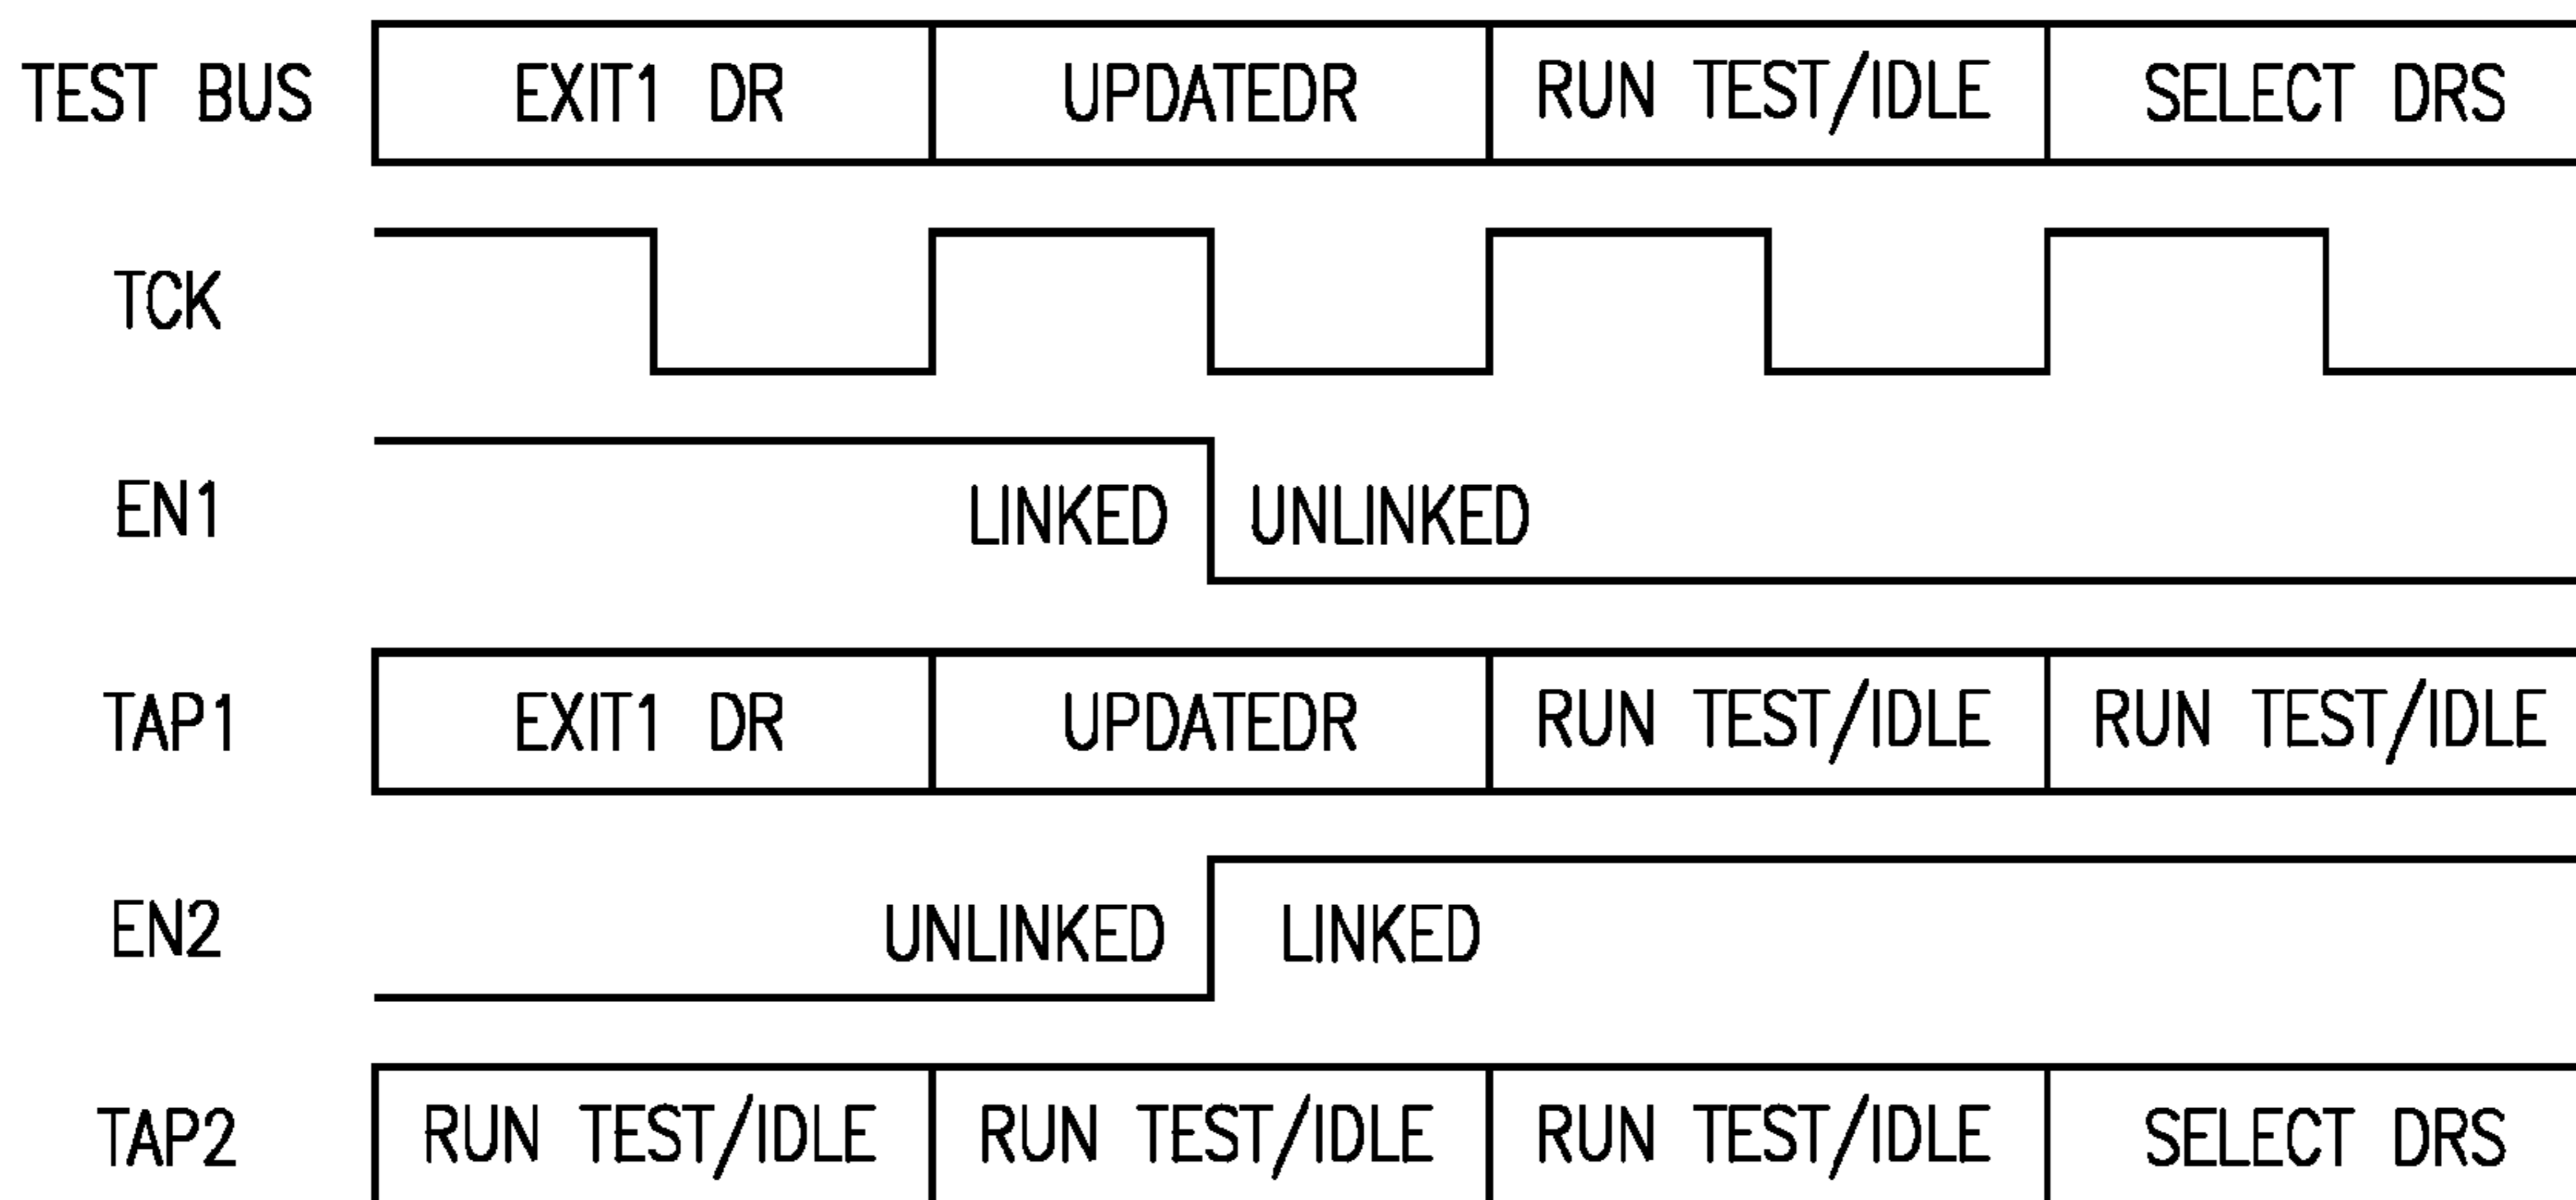 TEST BUS EXIT1 DR UPDATEDR RUN TEST/IDLE SELECT DRS
TCK
EN1 LINKED UNLINKED
TAP1 EXIT1 DR UPDATEDR RUN TEST/IDLE RUN TEST/IDLE
EN2 UNLINKED LINKED
TAP2 RUN TEST/IDLE RUN TEST/IDLE RUN TEST/IDLE SELECT DRS